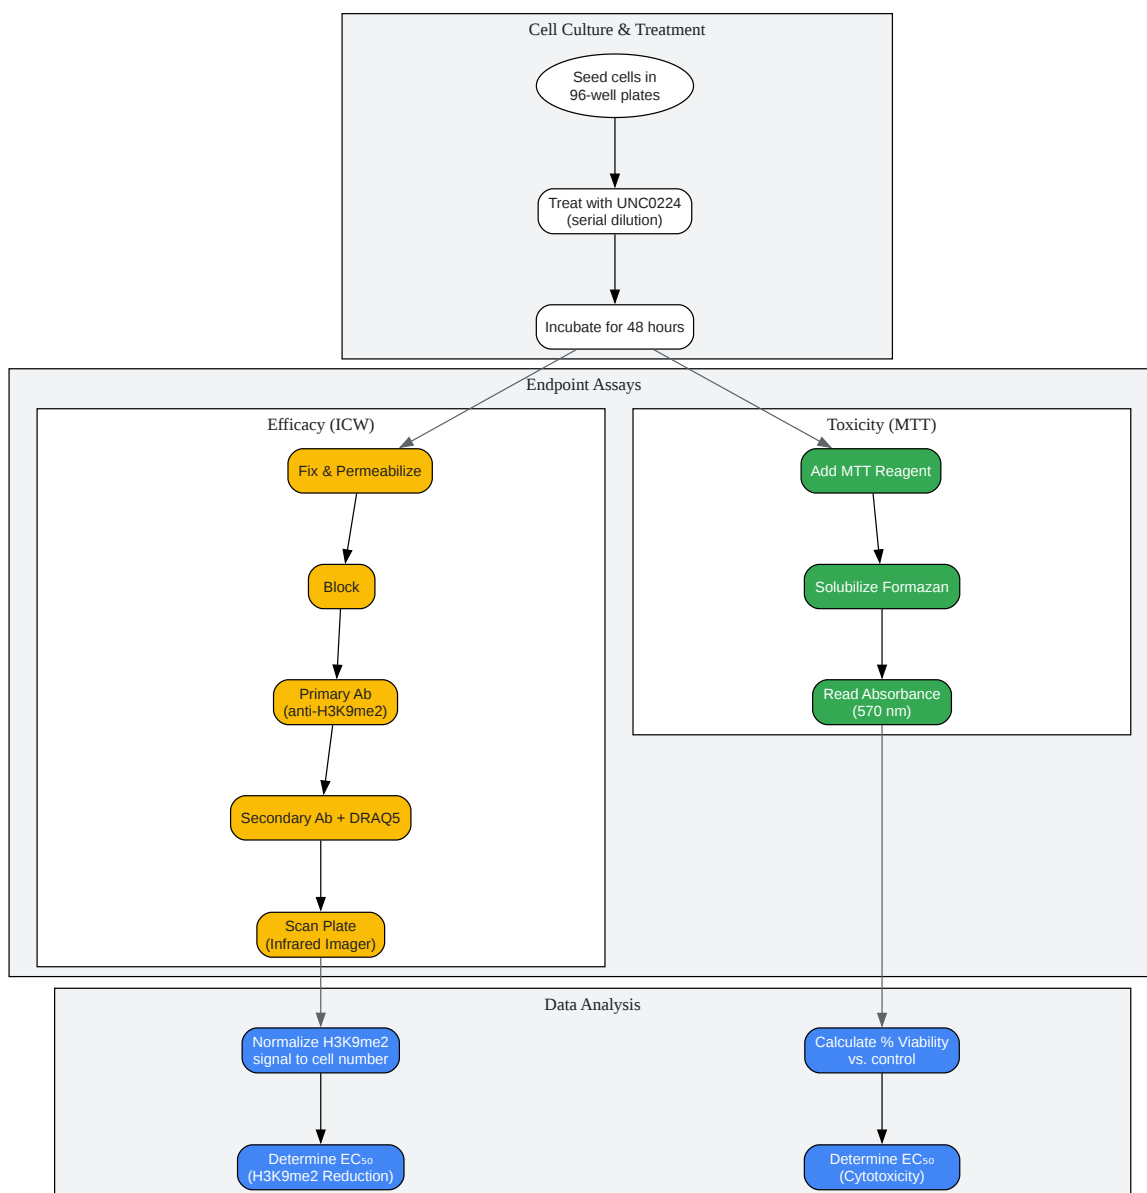 Cell Culture & Treatment
Seed cells in
96-well plates
Treat with UNC0224
(serial dilution)
Incubate for 48 hours
Endpoint Assays
Efficacy (ICW)
Fix & Permeabilize
Block
Primary Ab
(anti-H3K9me2)
Secondary Ab + DRAQ5
Scan Plate
(Infrared Imager)
Toxicity (MTT)
Add MTT Reagent
Solubilize Formazan
Read Absorbance
(570 nm)
Data Analysis
Normalize H3K9me2
signal to cell number
Determine EC₅₀
(H3K9me2 Reduction)
Calculate % Viability
vs. control
Determine EC₅₀
(Cytotoxicity)